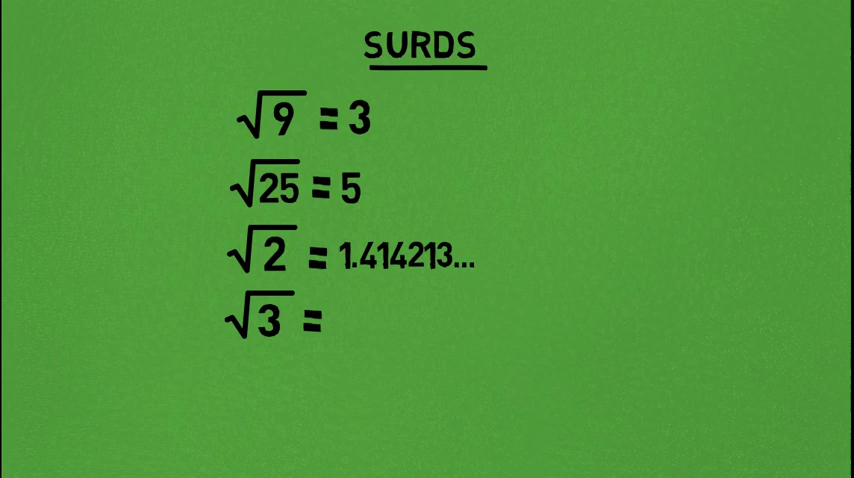 SURDS
√9 = 3
√25 = 5
√2 = 1.414213...
√3 =